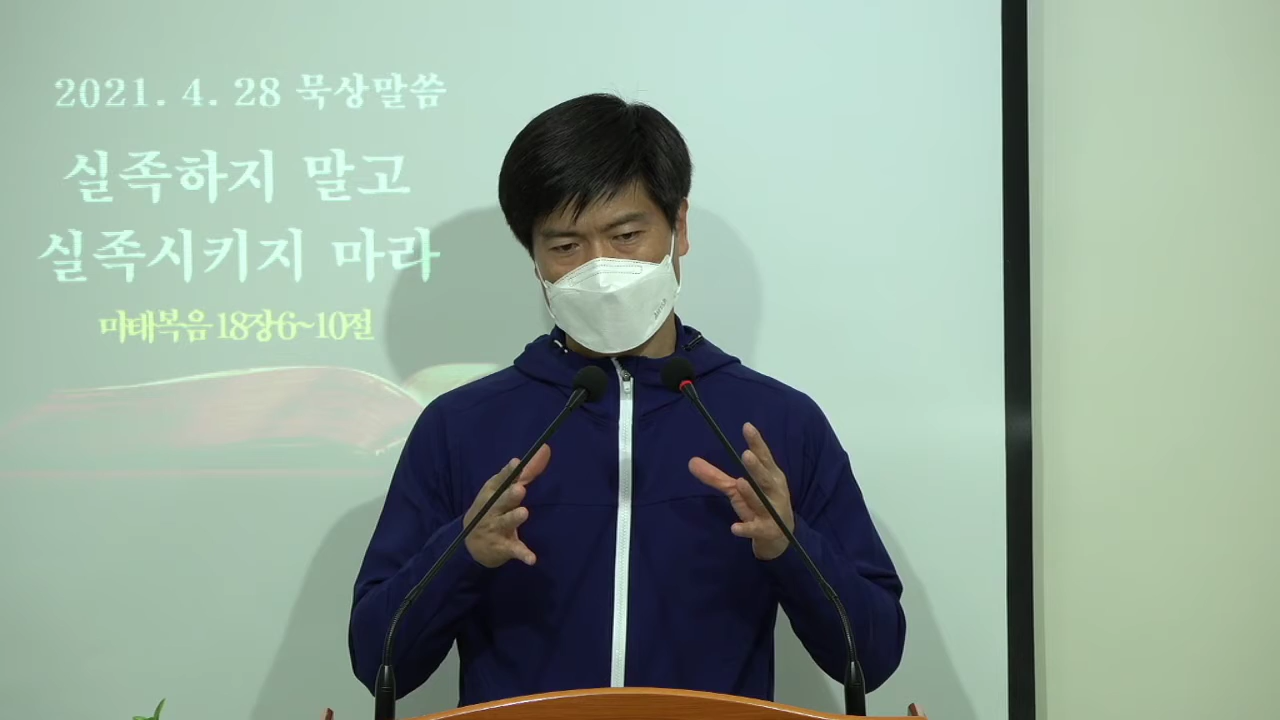 2021. 4. 28 묵상말씀
실족하지 말고
실족시키지 마라
마태복음 18장 6~10절